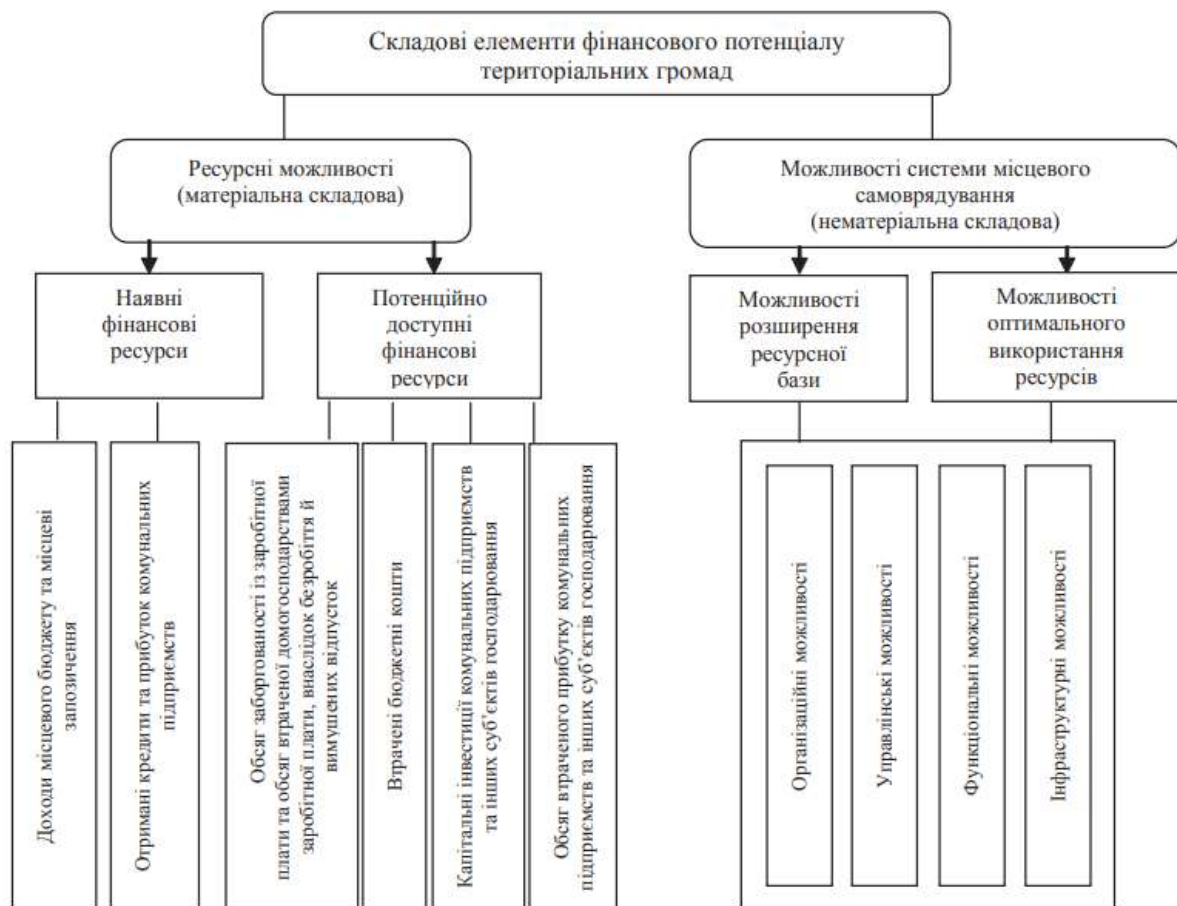 Складові елементи фінансового потенціалу
територіальних громад
Ресурсні можливості
(матеріальна складова)
Можливості системи місцевого
самоврядування
(нематеріальна складова)
Наявні
фінансові
ресурси
Потенційно
доступні
фінансові
ресурси
Можливості
розширення
ресурсної
бази
Можливості
оптимального
використання
ресурсів
Доходи місцевого бюджету та місцеві
запозичення
Отримані кредити та прибуток комунальних
підприємств
Обсяг заборгованості із заробітної
плати та обсяг втраченої домогосподарствами
заробітної плати, внаслідок безробіття й
вимушених відпусток
Втрачені бюджетні кошти
Капітальні інвестиції комунальних підприємств
та інших суб’єктів господарювання
Обсяг втраченого прибутку комунальних
підприємств та інших суб’єктів господарювання
Організаційні можливості
Управлінські можливості
Функціональні можливості
Інфраструктурні можливості